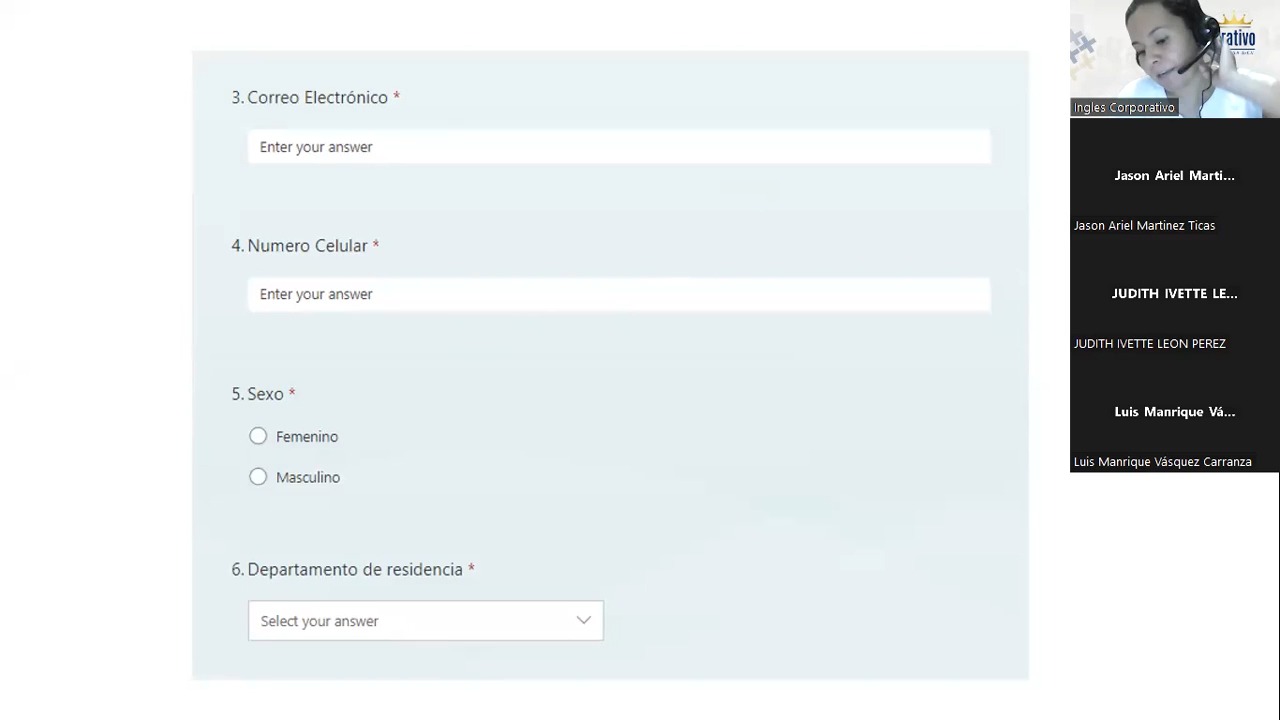 3. Correo Electrónico *
Enter your answer
4. Numero Celular *
Enter your answer
5. Sexo *
Femenino
Masculino
6. Departamento de residencia *
Select your answer
rativo
Ingles Corporativo
Jason Ariel Marti...
Jason Ariel Martinez Ticas
JUDITH IVETTE LE...
JUDITH IVETTE LEON PEREZ
Luis Manrique Vá...
Luis Manrique Vásquez Carranza